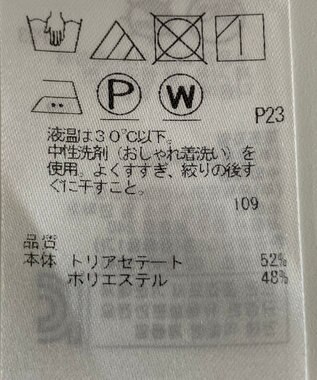 P W
P23
液温は３０℃以下。
中性洗剤（おしゃれ着洗い）を
使用。よくすすぎ、絞りの後す
ぐに干すこと。
109
品質
本体 トリアセテート 52%
ポリエステル 48%